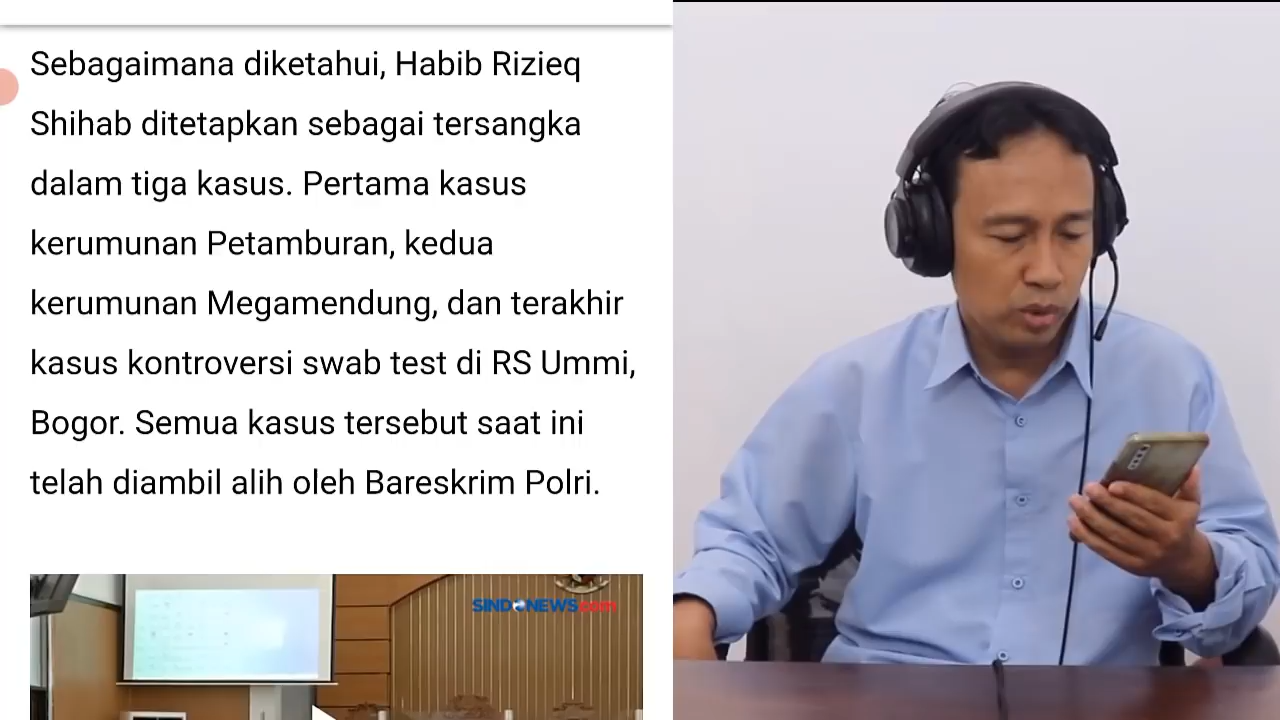 Sebagaimana diketahui, Habib Rizieq
Shihab ditetapkan sebagai tersangka
dalam tiga kasus. Pertama kasus
kerumunan Petamburan, kedua
kerumunan Megamendung, dan terakhir
kasus kontroversi swab test di RS Ummi,
Bogor. Semua kasus tersebut saat ini
telah diambil alih oleh Bareskrim Polri.
SINDONEWS.com